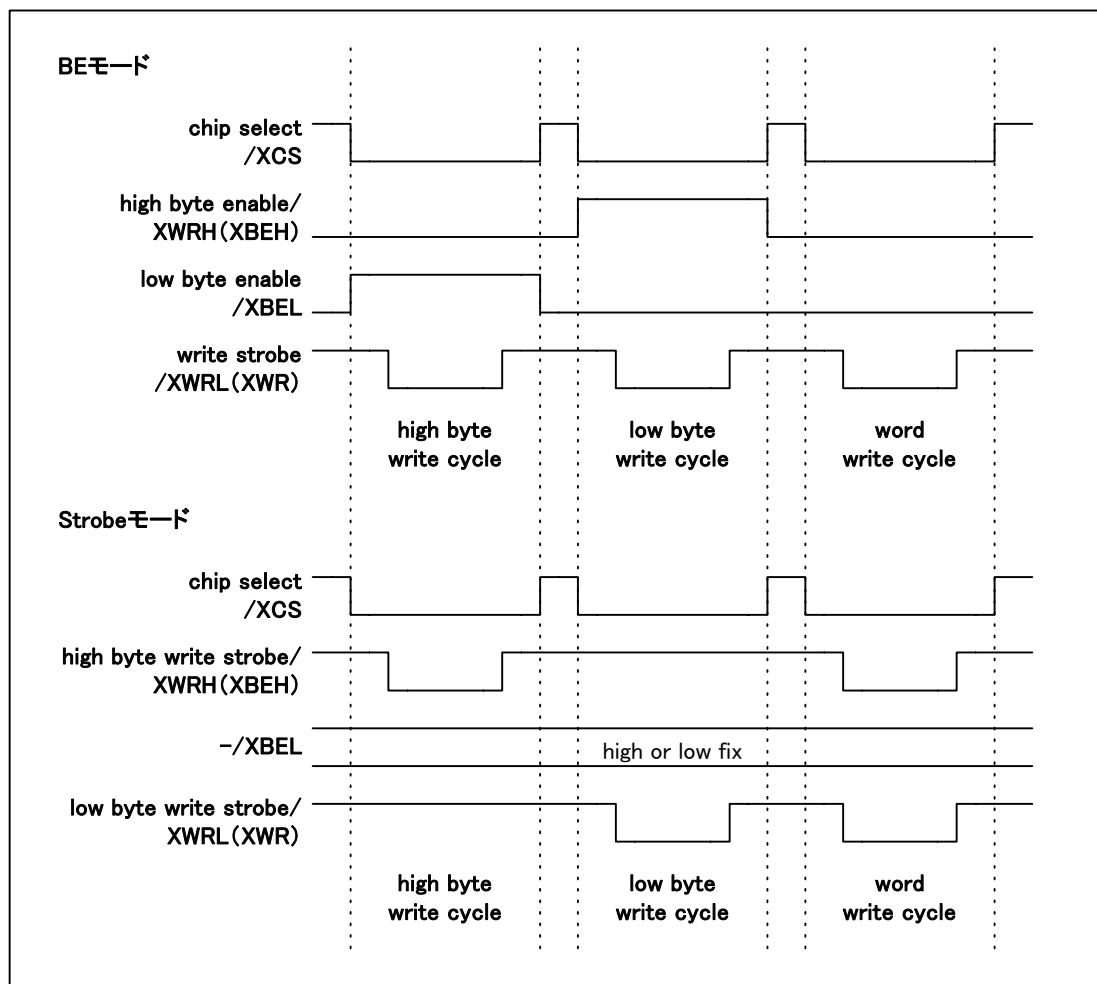 BEモード
chip select
/XCS
high byte enable/
XWRH(XBEH)
low byte enable
/XBEL
write strobe
/XWRL(XWR)
high byte
write cycle
low byte
write cycle
word
write cycle
Strobeモード
chip select
/XCS
high byte write strobe/
XWRH(XBEH)
-/XBEL
high or low fix
low byte write strobe/
XWRL(XWR)
high byte
write cycle
low byte
write cycle
word
write cycle